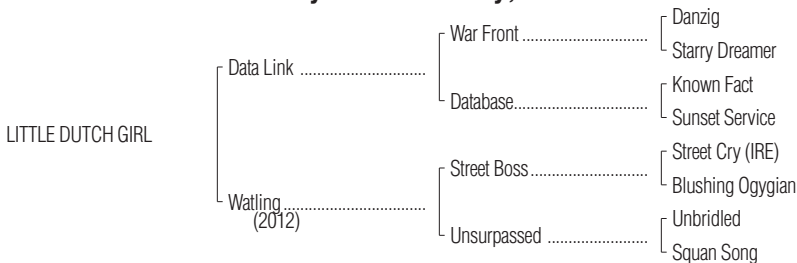 Danzig
War Front ............................
Starry Dreamer
Data Link ............................
Known Fact
Database..............................
Sunset Service
LITTLE DUTCH GIRL
Street Cry (IRE)
Street Boss..........................
Blushing Ogygian
Watling................................
(2012)
Unbridled
Unsurpassed ......................
Squan Song